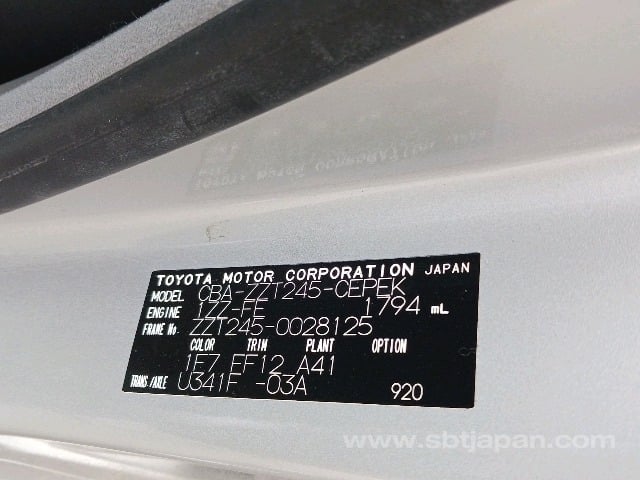 TOYOTA MOTOR CORPORATION JAPAN
MODEL CBA-ZZT245-CEPEK
ENGINE 1ZZ-FE 1794 mL
FRAME No. ZZT245-0028125
COLOR TRIM PLANT OPTION
1E7 FF12 A41
TRANS/AXLE U341F -03A 920
www.sbtjapan.com